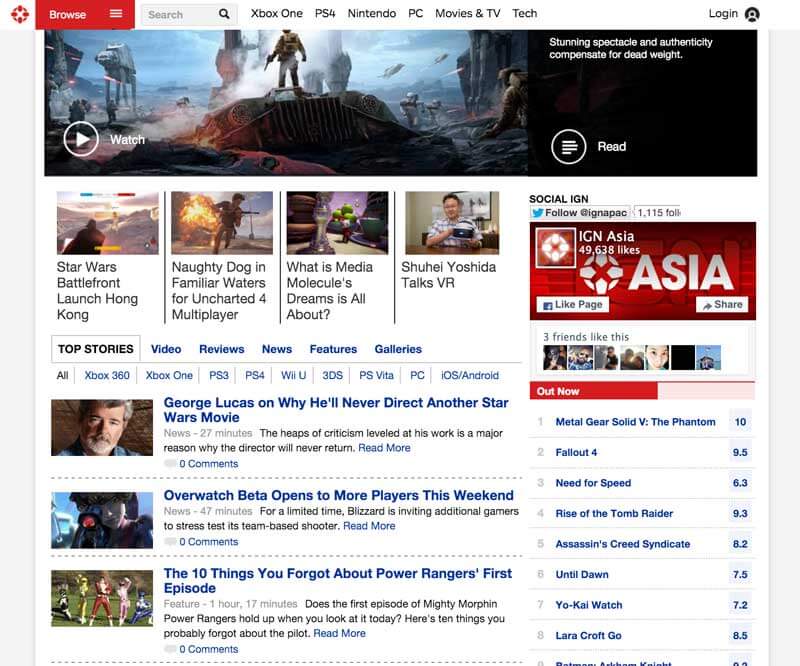 Browse
Search
Xbox One PS4 Nintendo PC Movies & TV Tech
Login
Stunning spectacle and authenticity
compensate for dead weight.
Watch
Read
Star Wars
Battlefront
Launch Hong
Kong
Naughty Dog in
Familiar Waters
for Uncharted 4
Multiplayer
What is Media
Molecule's
Dreams is All
About?
Shuhei Yoshida
Talks VR
SOCIAL IGN
Follow @ignapac
1,115
IGN Asia
49,638 likes
ASIA
Like Page
Share
3 friends like this
TOP STORIES Video Reviews News Features Galleries
All Xbox 360 Xbox One PS3 PS4 Wii U 3DS PS Vita PC iOS/Android
George Lucas on Why He'll Never Direct Another Star
Wars Movie
News - 27 minutes The heaps of criticism leveled at his work is a major
reason why the director will never return. Read More
0 Comments
Overwatch Beta Opens to More Players This Weekend
News - 47 minutes For a limited time, Blizzard is inviting additional gamers
to stress test its team-based shooter. Read More
0 Comments
The 10 Things You Forgot About Power Rangers' First
Episode
Feature - 1 hour, 17 minutes Does the first episode of Mighty Morphin
Power Rangers hold up when you look at it today? Here's ten things you
probably forgot about the pilot. Read More
0 Comments
Out Now
1 Metal Gear Solid V: The Phantom 10
2 Fallout 4 9.5
3 Need for Speed 6.3
4 Rise of the Tomb Raider 9.3
5 Assassin's Creed Syndicate 8.2
6 Until Dawn 7.5
7 Yo-Kai Watch 7.2
8 Lara Croft Go 8.5
Batman: Arkham Knight 9.2